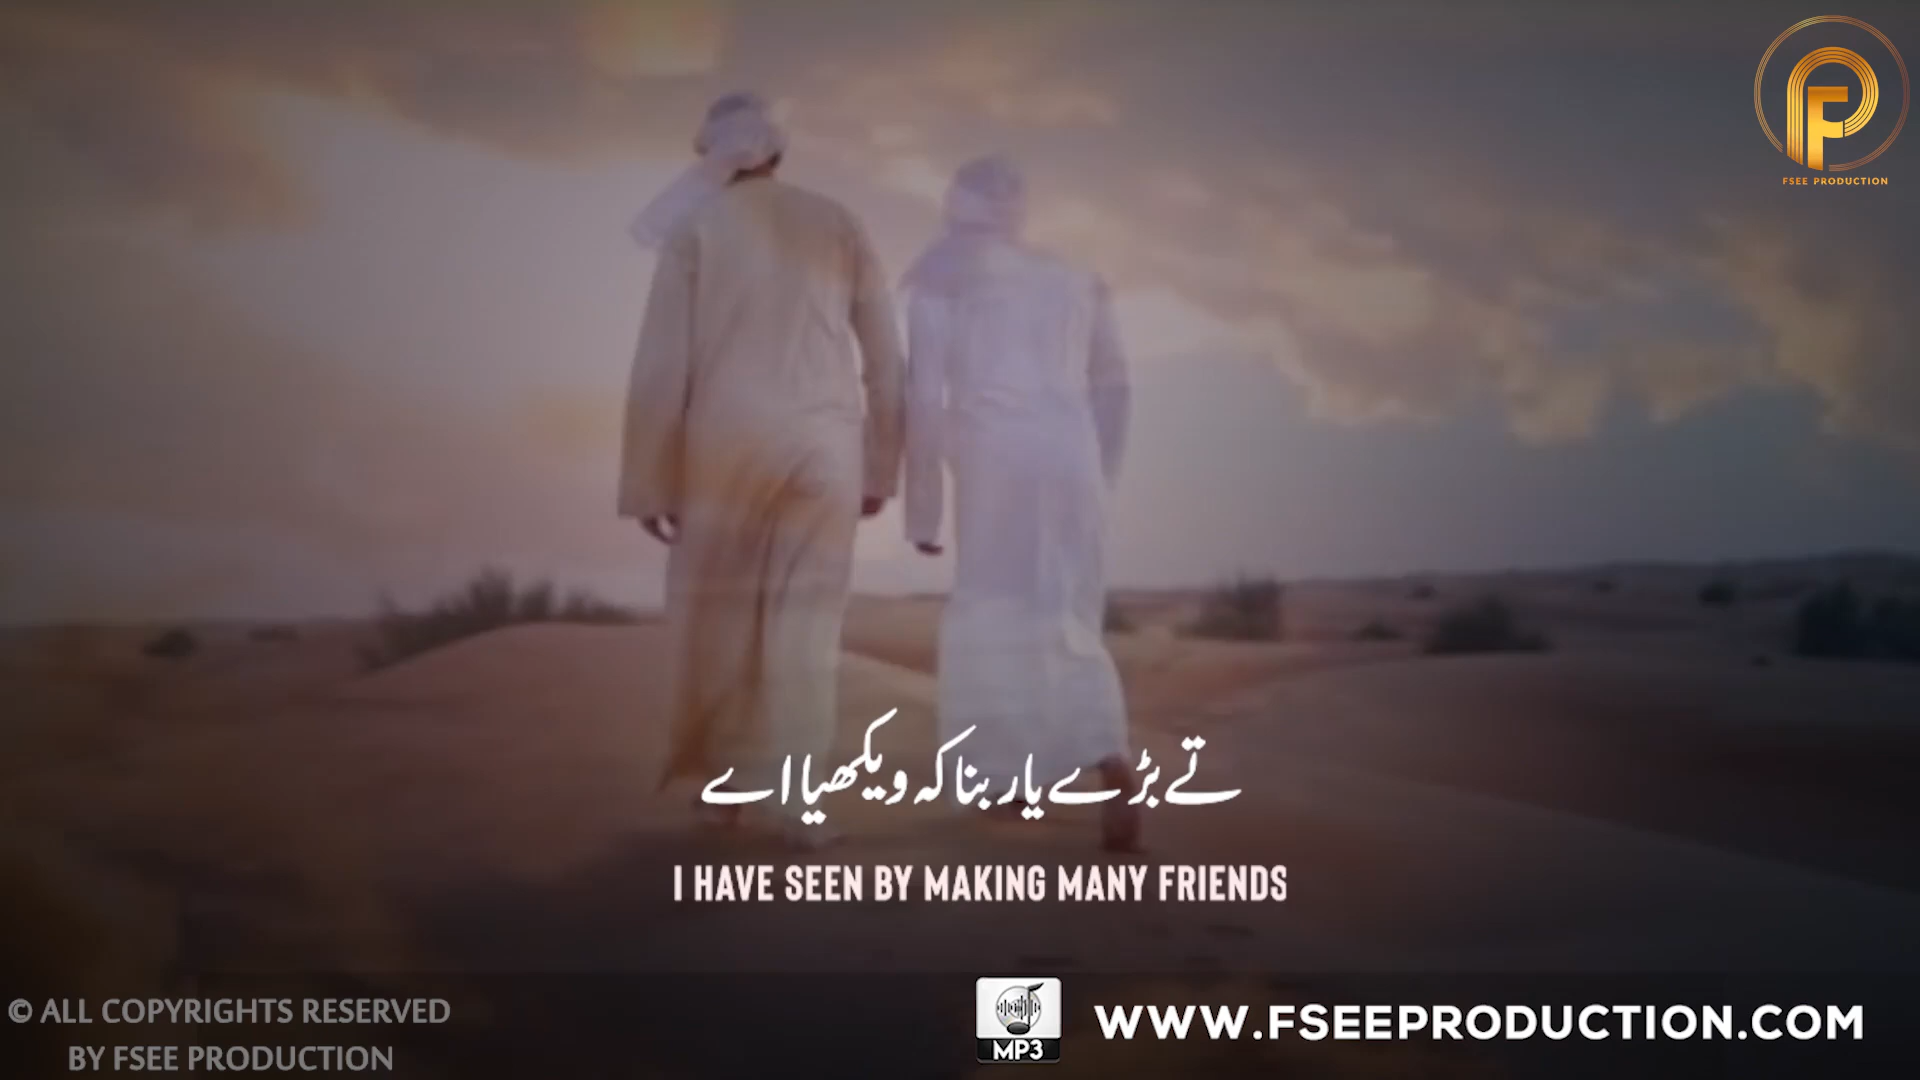 FSEE PRODUCTION
تے بڑے یار بنا کہ ویکھیا اے
I HAVE SEEN BY MAKING MANY FRIENDS
© ALL COPYRIGHTS RESERVED
BY FSEE PRODUCTION
MP3
WWW.FSEEPRODUCTION.COM